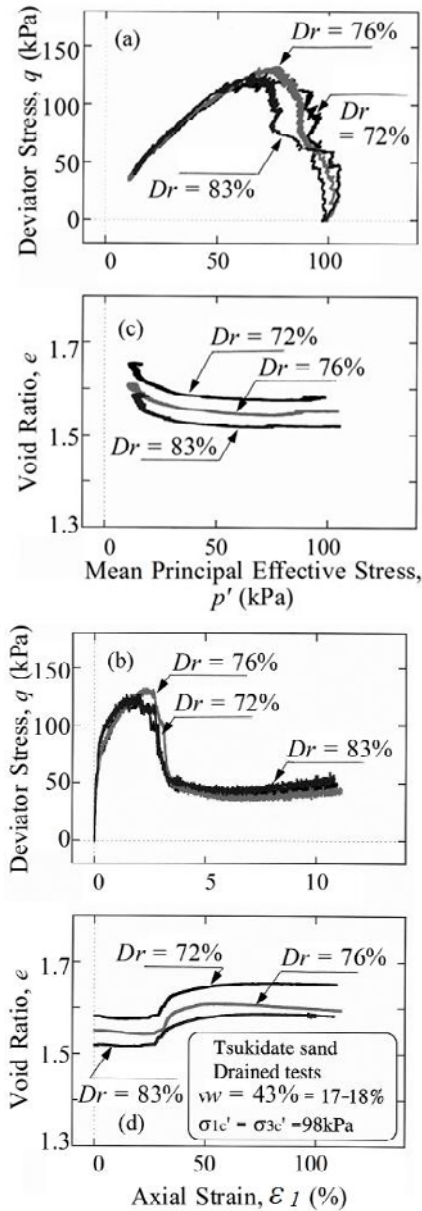 (a)
Dr = 76%
Dr
= 72%
Dr = 83%
Deviator Stress, q (kPa)
150
100
50
0
0 50 100
(c)
Dr = 72%
Dr = 76%
Dr = 83%
Void Ratio, e
1.7
1.5
1.3
0 50 100
Mean Principal Effective Stress,
p' (kPa)
(b)
Dr = 76%
Dr = 72%
Dr = 83%
Deviator Stress, q (kPa)
150
100
50
0
0 5 10
Dr = 72%
Dr = 76%
Dr = 83%
(d)
Tsukidate sand
Drained tests
vw = 43% = 17-18%
σ1c' - σ3c' =98kPa
Void Ratio, e
1.7
1.5
1.3
0 50 100
Axial Strain, ε1 (%)